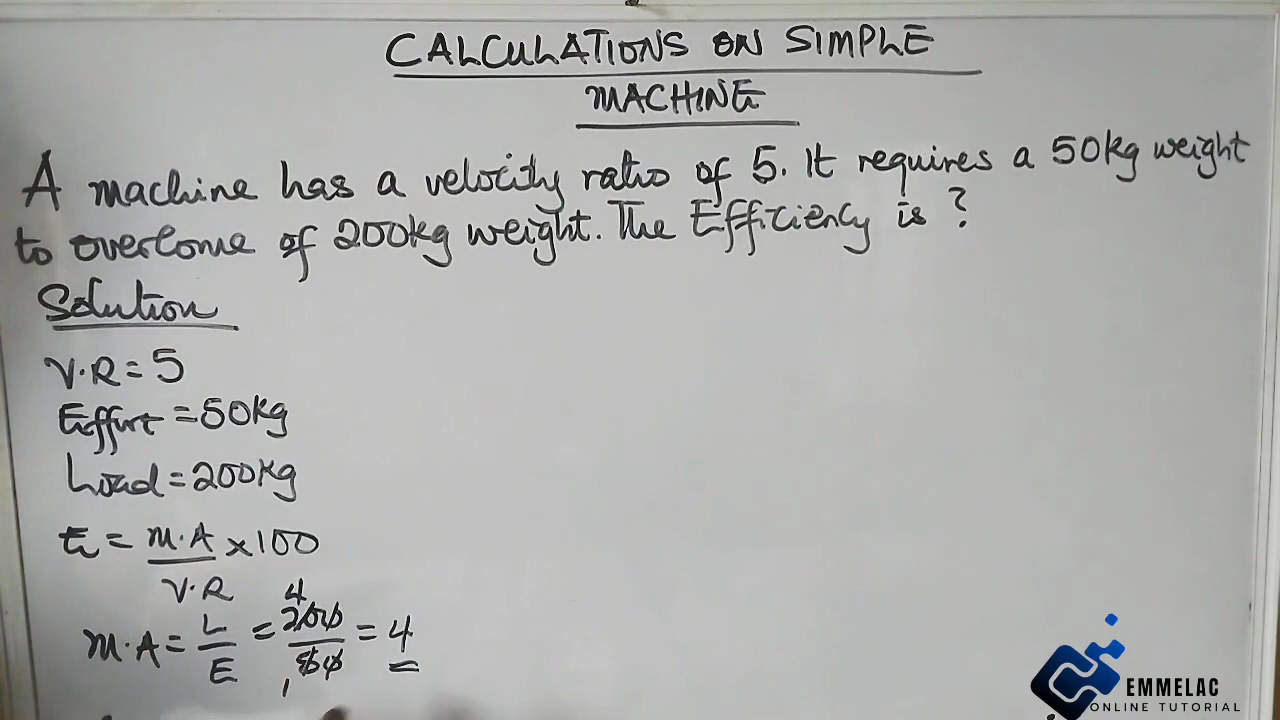 CALCULATIONS ON SIMPLE
MACHINE
A machine has a velocity ratio of 5. It requires a 50kg weight
to overcome of 200kg weight. The Efficiency is ?
Solution
V.R = 5
Effort = 50kg
Load = 200kg
E = M.A/V.R × 100
M.A = L/E = 200/50 = 4
EMMELAC
ONLINE TUTORIAL